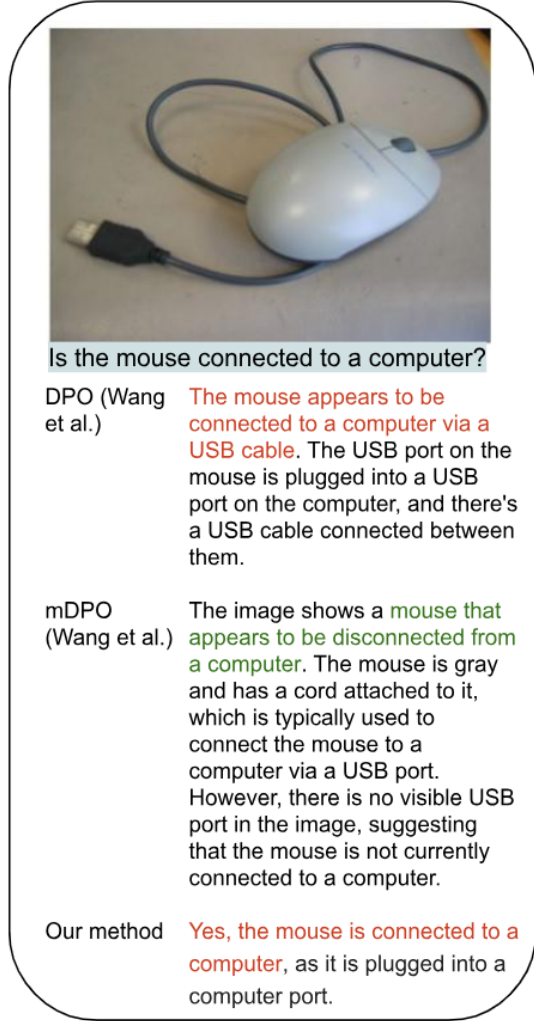 Is the mouse connected to a computer?
DPO (Wang
et al.)
The mouse appears to be
connected to a computer via a
USB cable. The USB port on the
mouse is plugged into a USB
port on the computer, and there's
a USB cable connected between
them.
mDPO
(Wang et al.)
The image shows a mouse that
appears to be disconnected from
a computer. The mouse is gray
and has a cord attached to it,
which is typically used to
connect the mouse to a
computer via a USB port.
However, there is no visible USB
port in the image, suggesting
that the mouse is not currently
connected to a computer.
Our method
Yes, the mouse is connected to a
computer, as it is plugged into a
computer port.